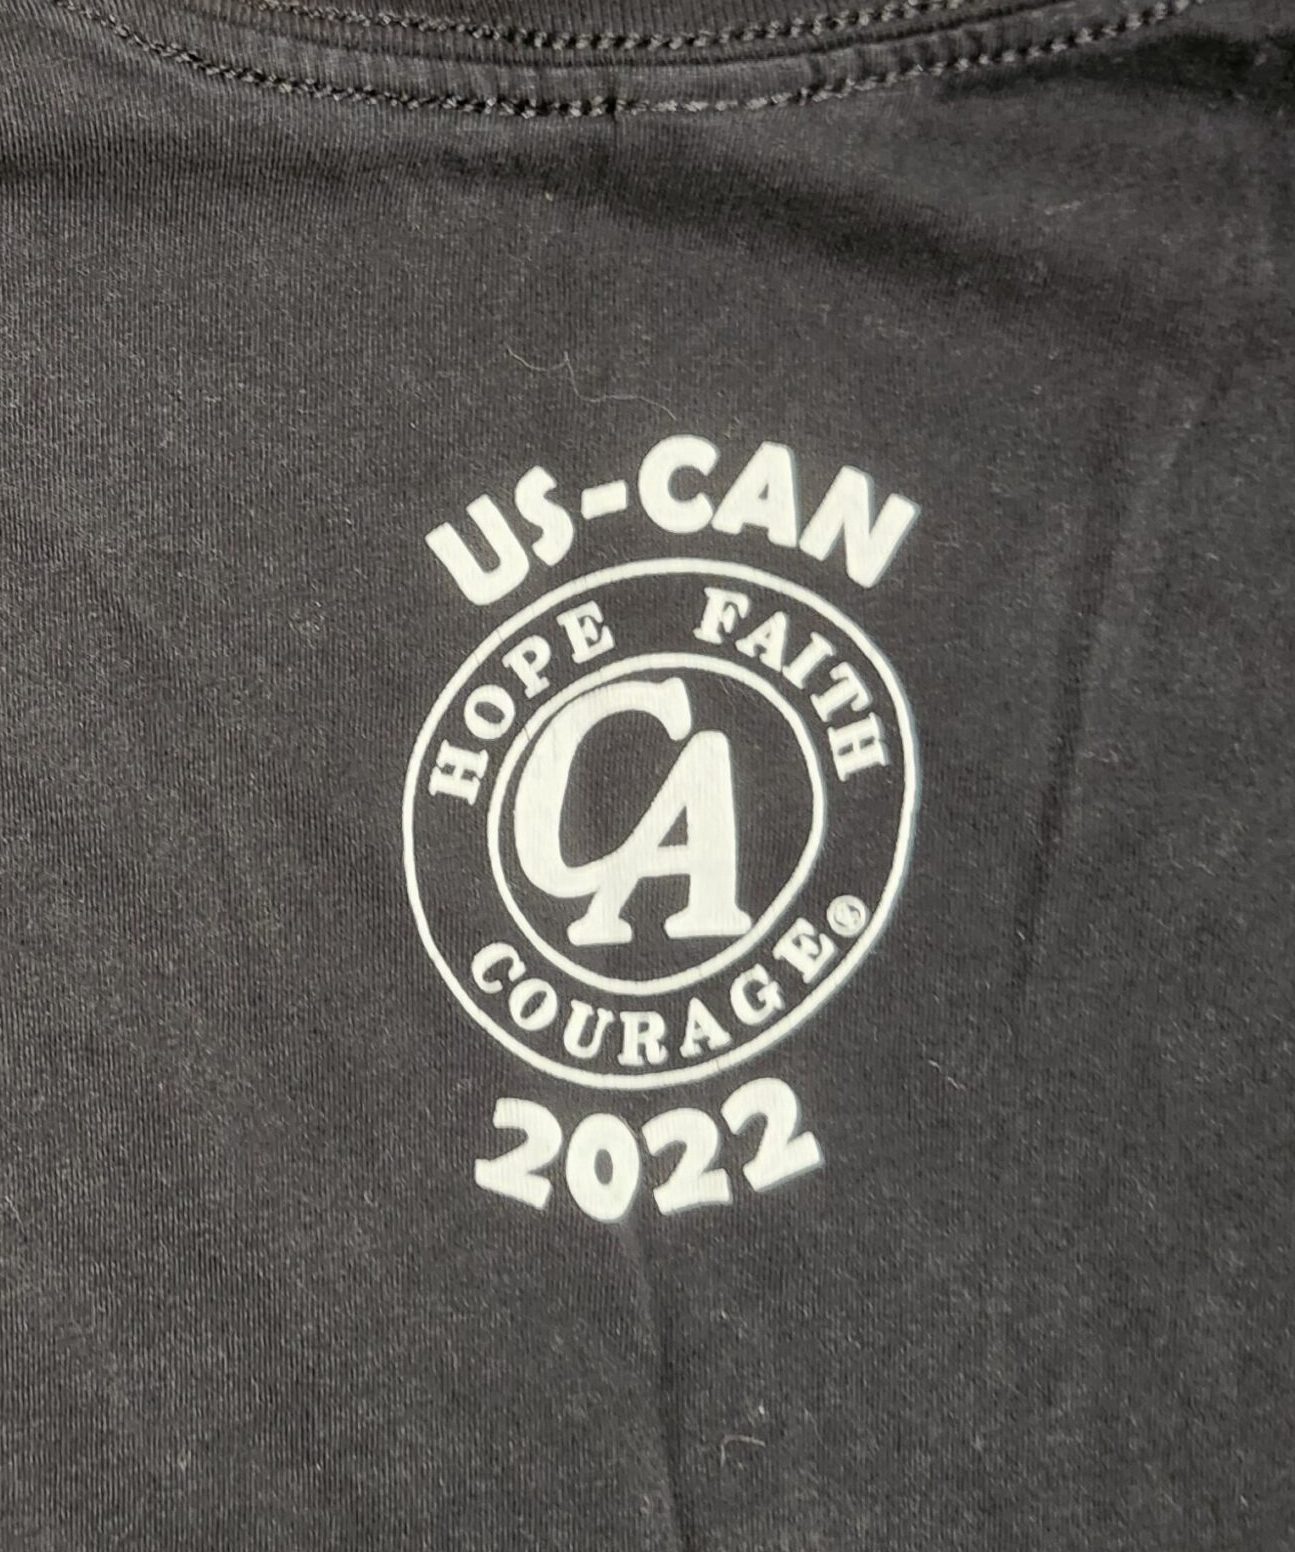 US-CAN
HOPE FAITH
CA
COURAGE®
2022